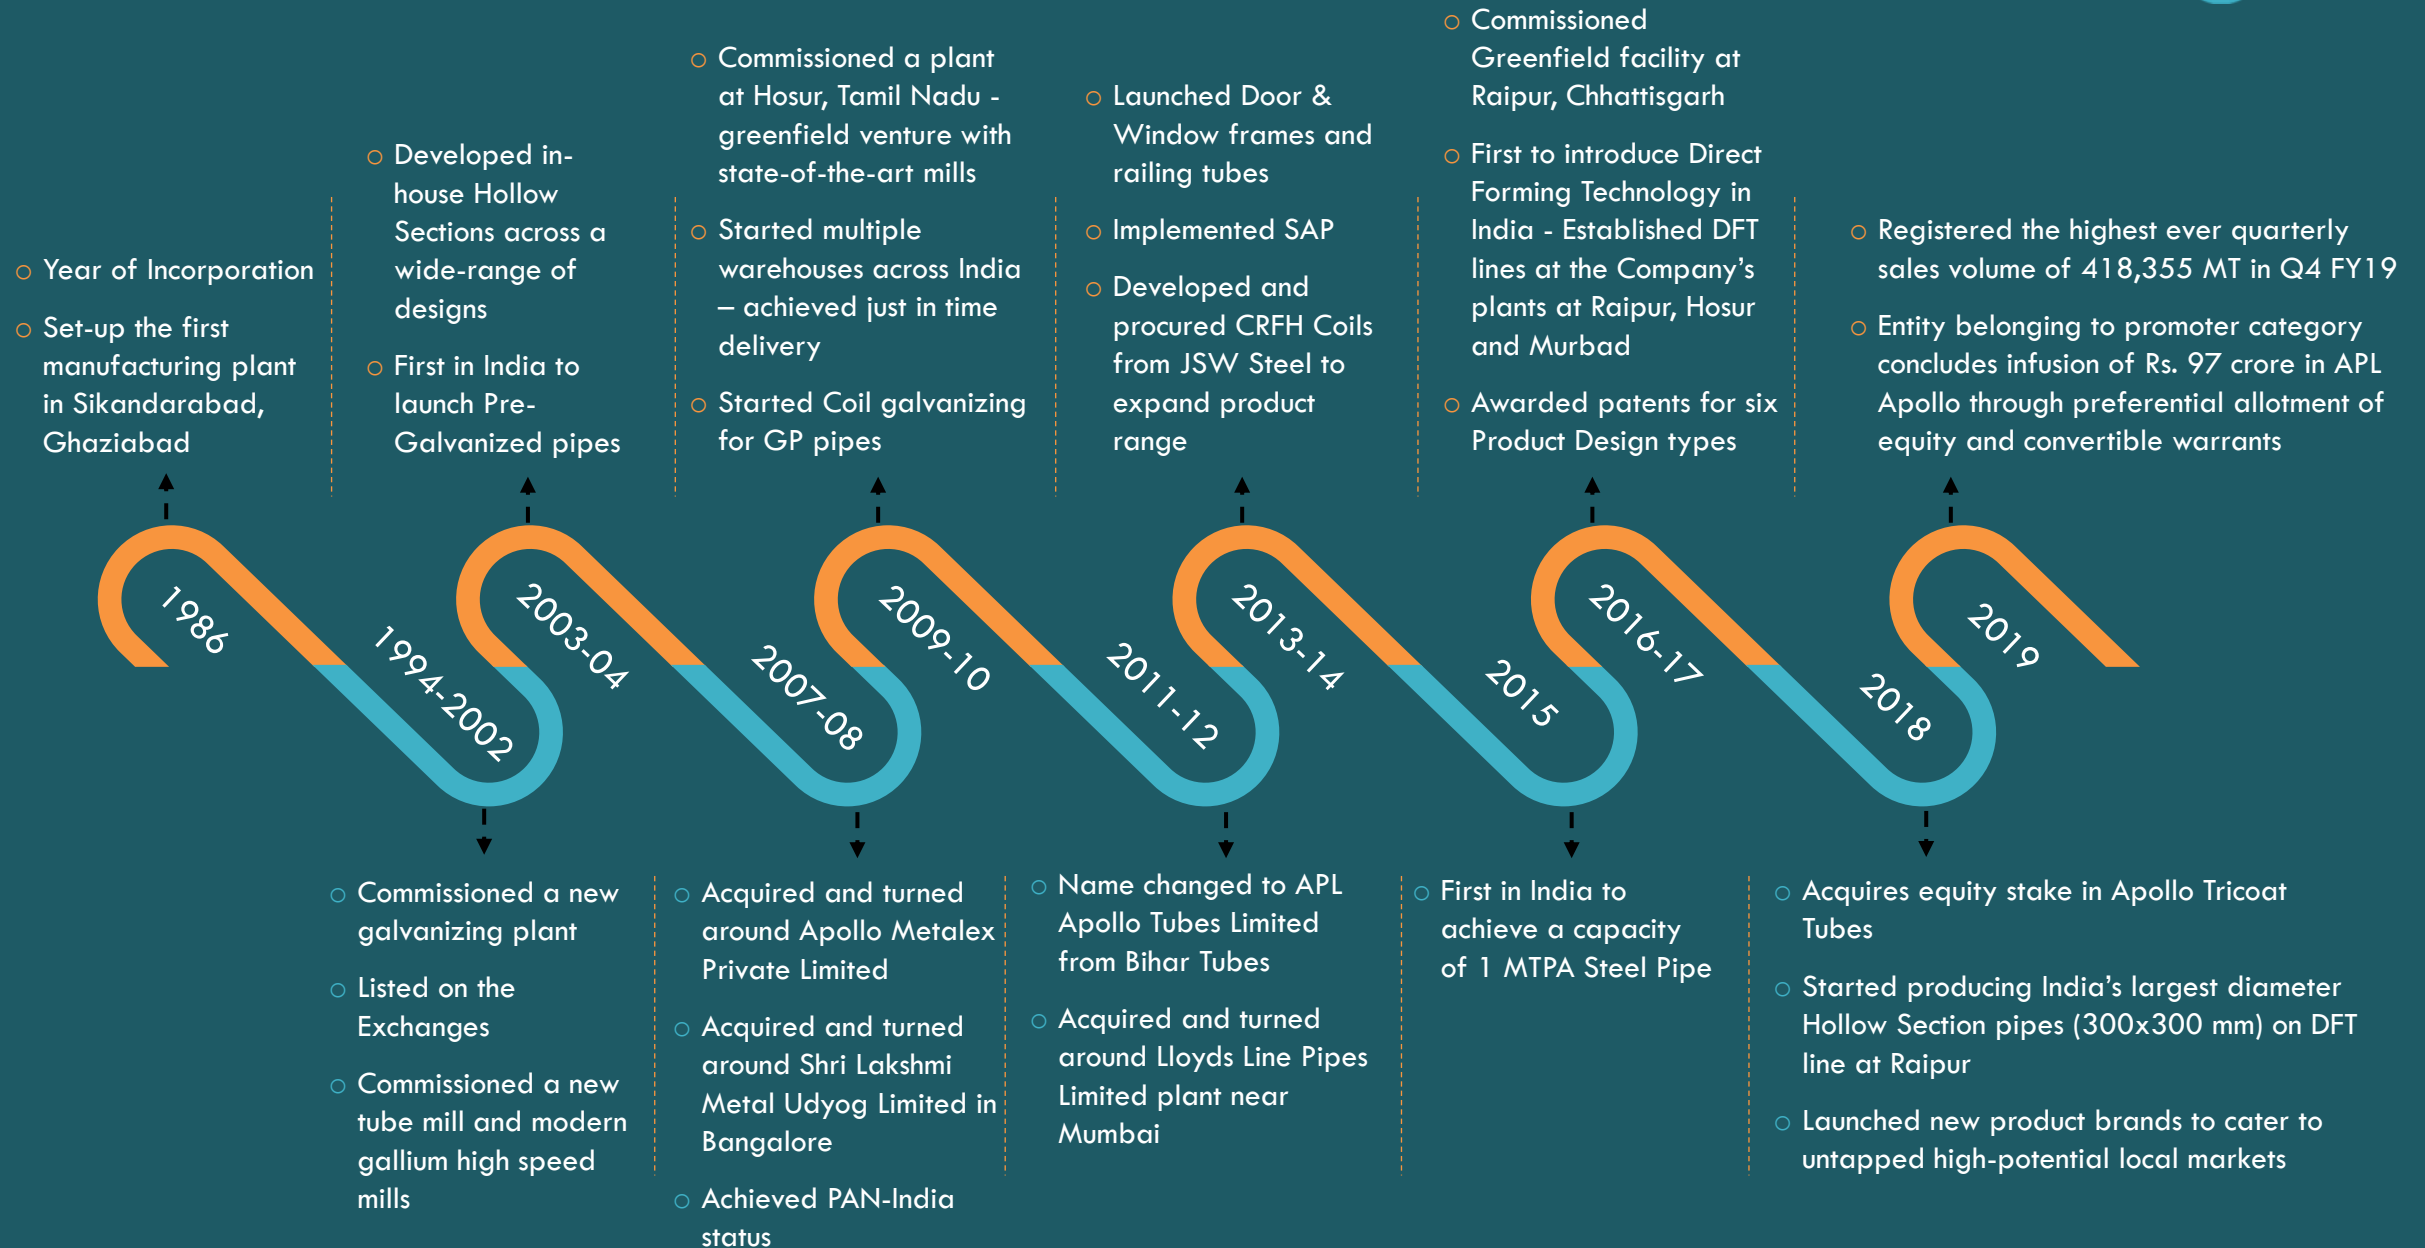 Year of Incorporation
Set-up the first
manufacturing plant
in Sikandarabad,
Ghaziabad
Developed in-
house Hollow
Sections across a
wide-range of
designs
First in India to
launch Pre-
Galvanized pipes
Commissioned a plant
at Hosur, Tamil Nadu -
greenfield venture with
state-of-the-art mills
Started multiple
warehouses across India
– achieved just in time
delivery
Started Coil galvanizing
for GP pipes
Launched Door &
Window frames and
railing tubes
Implemented SAP
Developed and
procured CRFH Coils
from JSW Steel to
expand product
range
Commissioned
Greenfield facility at
Raipur, Chhattisgarh
First to introduce Direct
Forming Technology in
India - Established DFT
lines at the Company’s
plants at Raipur, Hosur
and Murbad
Awarded patents for six
Product Design types
Registered the highest ever quarterly
sales volume of 418,355 MT in Q4 FY19
Entity belonging to promoter category
concludes infusion of Rs. 97 crore in APL
Apollo through preferential allotment of
equity and convertible warrants
1986
1994-2002
2003-04
2007-08
2009-10
2011-12
2013-14
2015
2016-17
2018
2019
Commissioned a new
galvanizing plant
Listed on the
Exchanges
Commissioned a new
tube mill and modern
gallium high speed
mills
Acquired and turned
around Apollo Metalex
Private Limited
Acquired and turned
around Shri Lakshmi
Metal Udyog Limited in
Bangalore
Achieved PAN-India
status
Name changed to APL
Apollo Tubes Limited
from Bihar Tubes
Acquired and turned
around Lloyds Line Pipes
Limited plant near
Mumbai
First in India to
achieve a capacity
of 1 MTPA Steel Pipe
Acquires equity stake in Apollo Tricoat
Tubes
Started producing India’s largest diameter
Hollow Section pipes (300x300 mm) on DFT
line at Raipur
Launched new product brands to cater to
untapped high-potential local markets